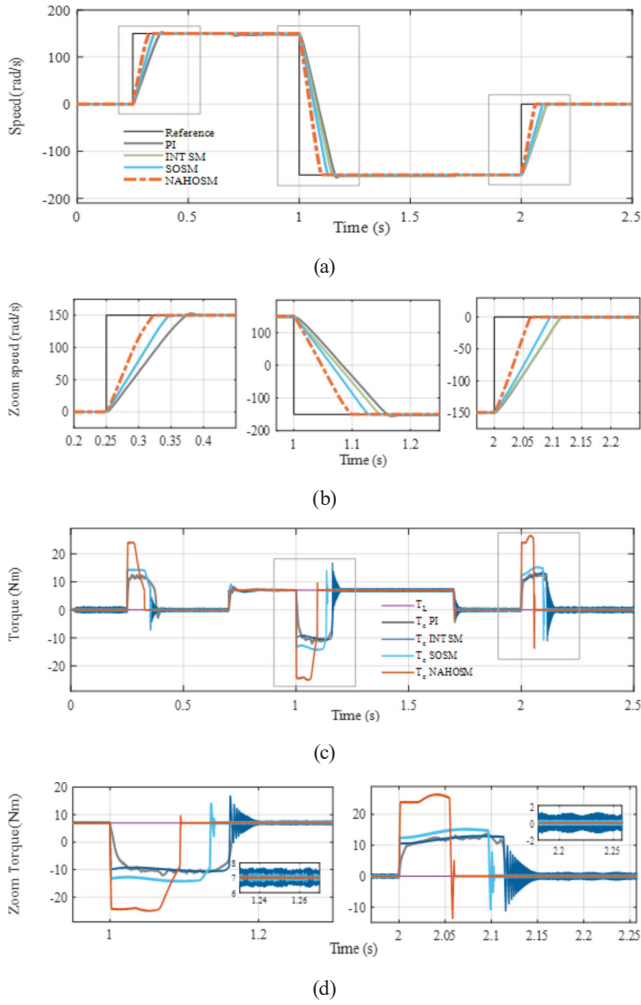 200
100
0
-100
-200
Speed(rad/s)
Reference
PI
INT SM
SOSM
NAHOSM
0 0.5 1 1.5 2 2.5
Time (s)
(a)
Zoom speed (rad/s)
150
100
50
0
0.2 0.25 0.3 0.35 0.4
100
0
-100
-200
1 1.1 1.2
Time (s)
0
-50
-100
-150
2 2.05 2.1 2.15 2.2
(b)
Torque (Nm)
20
10
0
-10
-20
T_L
T_e PI
T_e INT SM
T_e SOSM
T_e NAHOSM
0 0.5 1 1.5 2 2.5
Time (s)
(c)
Zoom Torque(Nm)
20
10
0
-10
-20
8
7
6
1.24 1.26
1 1.2
20
10
0
-10
2
0
-2
2.2 2.25
2 2.05 2.1 2.15 2.2 2.25
Time (s)
(d)